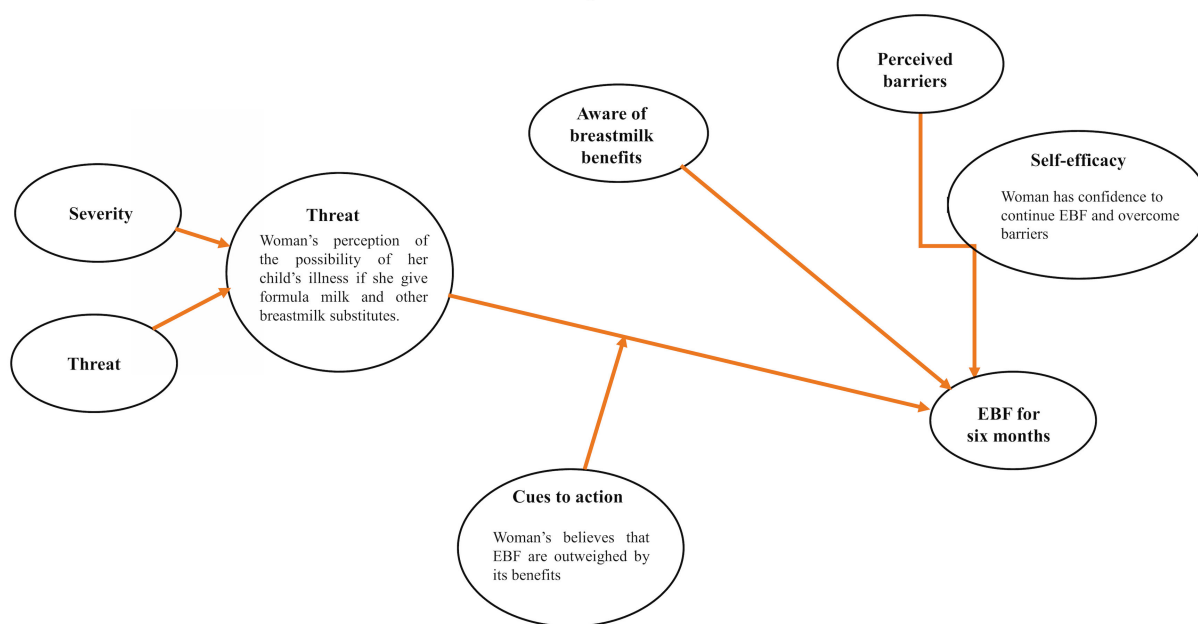 Perceived
barriers
Aware of
breastmilk
benefits
Self-efficacy
Woman has confidence to
continue EBF and overcome
barriers
Severity
Threat
Woman's perception of
the possibility of her
child's illness if she give
formula milk and other
breastmilk substitutes.
Threat
EBF for
six months
Cues to action
Woman's believes that
EBF are outweighed by
its benefits